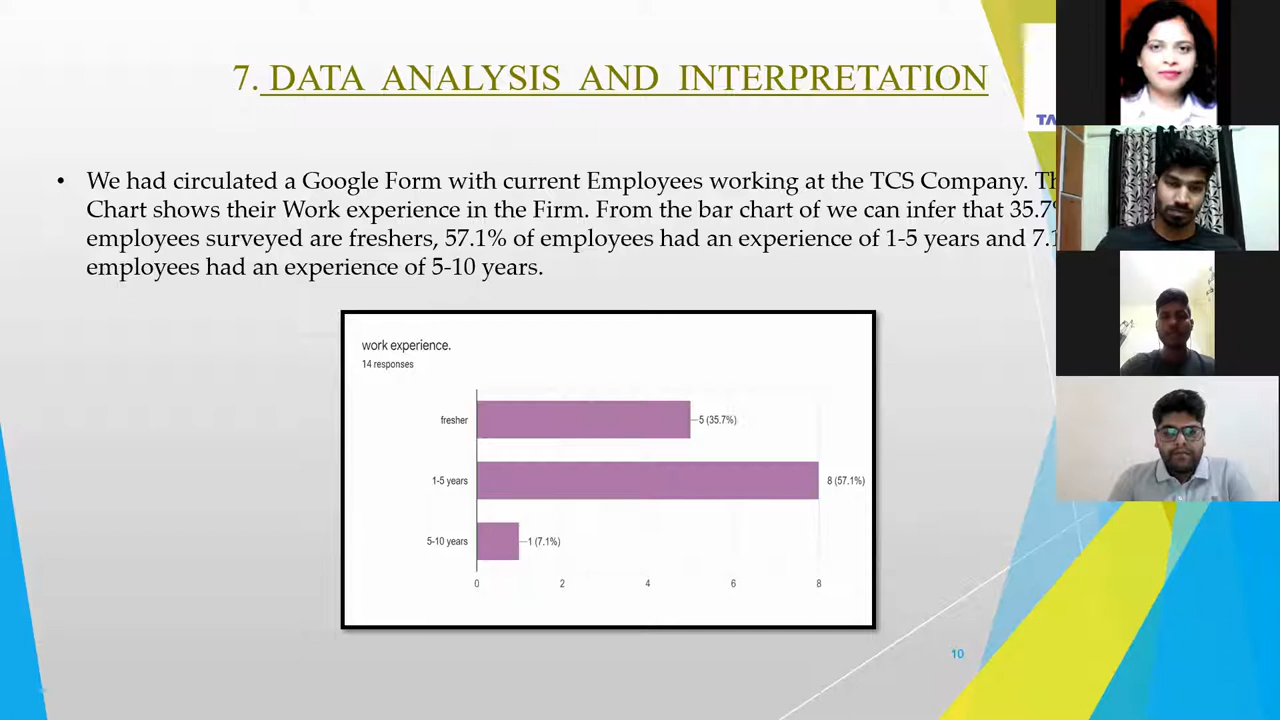 7. DATA ANALYSIS AND INTERPRETATION
• We had circulated a Google Form with current Employees working at the TCS Company.
Chart shows their Work experience in the Firm. From the bar chart of we can infer that 35.7%
employees surveyed are freshers, 57.1% of employees had an experience of 1-5 years and
employees had an experience of 5-10 years.
work experience.
14 responses
fresher
5 (35.7%)
1-5 years
8 (57.1%)
5-10 years
1 (7.1%)
0 2 4 6 8
10